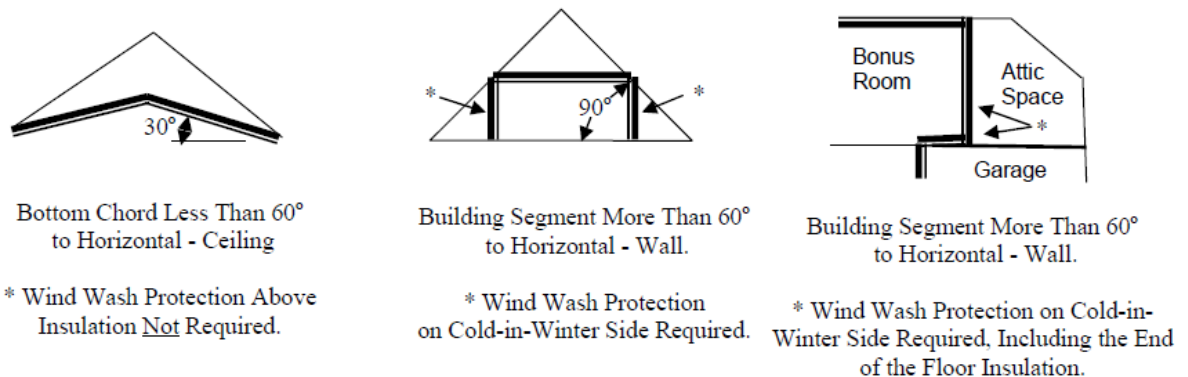 30°
Bottom Chord Less Than 60°
to Horizontal - Ceiling
* Wind Wash Protection Above
Insulation Not Required.
*
*
90°
Building Segment More Than 60°
to Horizontal - Wall.
* Wind Wash Protection
on Cold-in-Winter Side Required.
Bonus
Room
Attic
Space
*
Garage
Building Segment More Than 60°
to Horizontal - Wall.
* Wind Wash Protection on Cold-in-
Winter Side Required, Including the End
of the Floor Insulation.